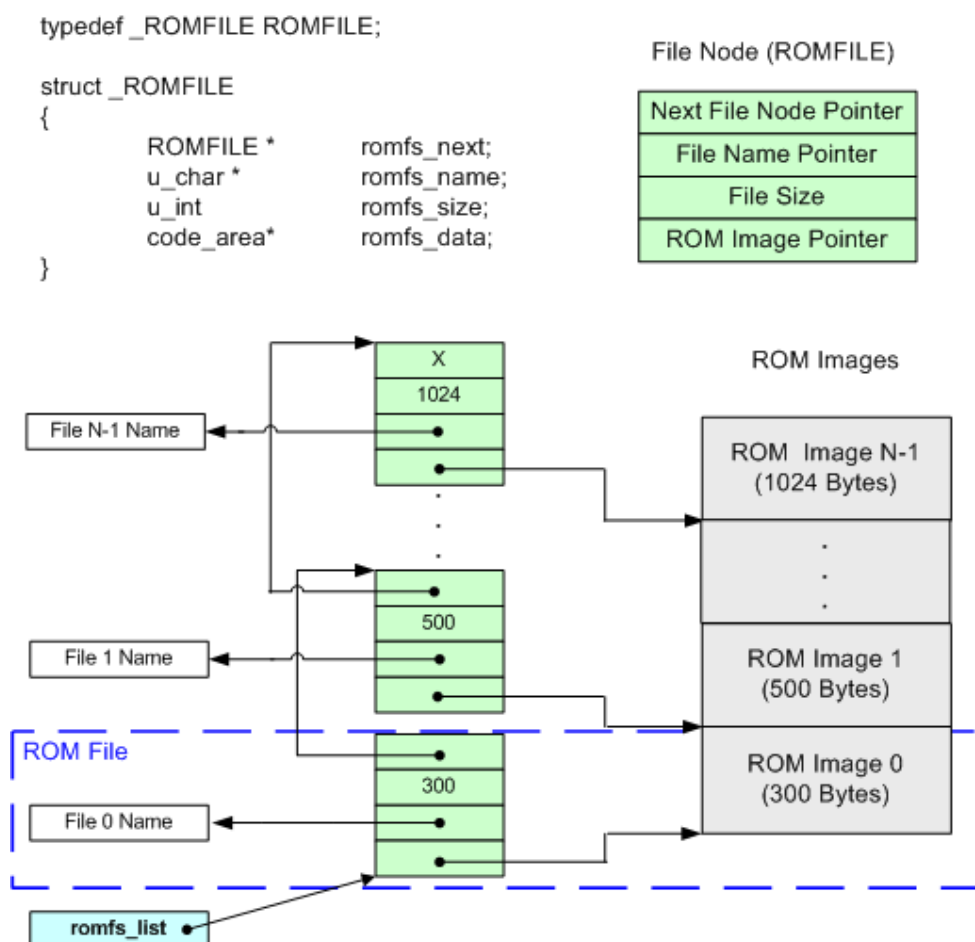 typedef _ROMFILE ROMFILE;
struct _ROMFILE
{
ROMFILE * romfs_next;
u_char * romfs_name;
u_int romfs_size;
code_area* romfs_data;
}
File Node (ROMFILE)
Next File Node Pointer
File Name Pointer
File Size
ROM Image Pointer
ROM Images
X
1024
File N-1 Name
ROM Image N-1
(1024 Bytes)
500
File 1 Name
ROM Image 1
(500 Bytes)
ROM File
300
File 0 Name
ROM Image 0
(300 Bytes)
romfs_list